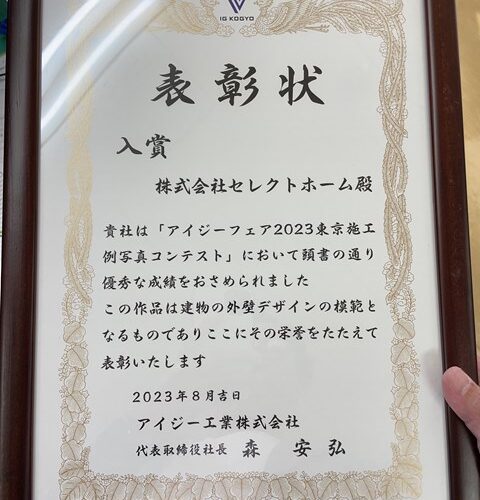 IG KOGYO
表彰状
入賞
株式会社セレクトホーム殿
貴社は「アイジーフェア2023東京施工
例写真コンテスト」において頭書の通り
優秀な成績をおさめられました
この作品は建物の外壁デザインの模範と
なるものでありここにその栄誉をたたえて
表彰いたします
2023年8月吉日
アイジー工業株式会社
代表取締役社長 森 安弘